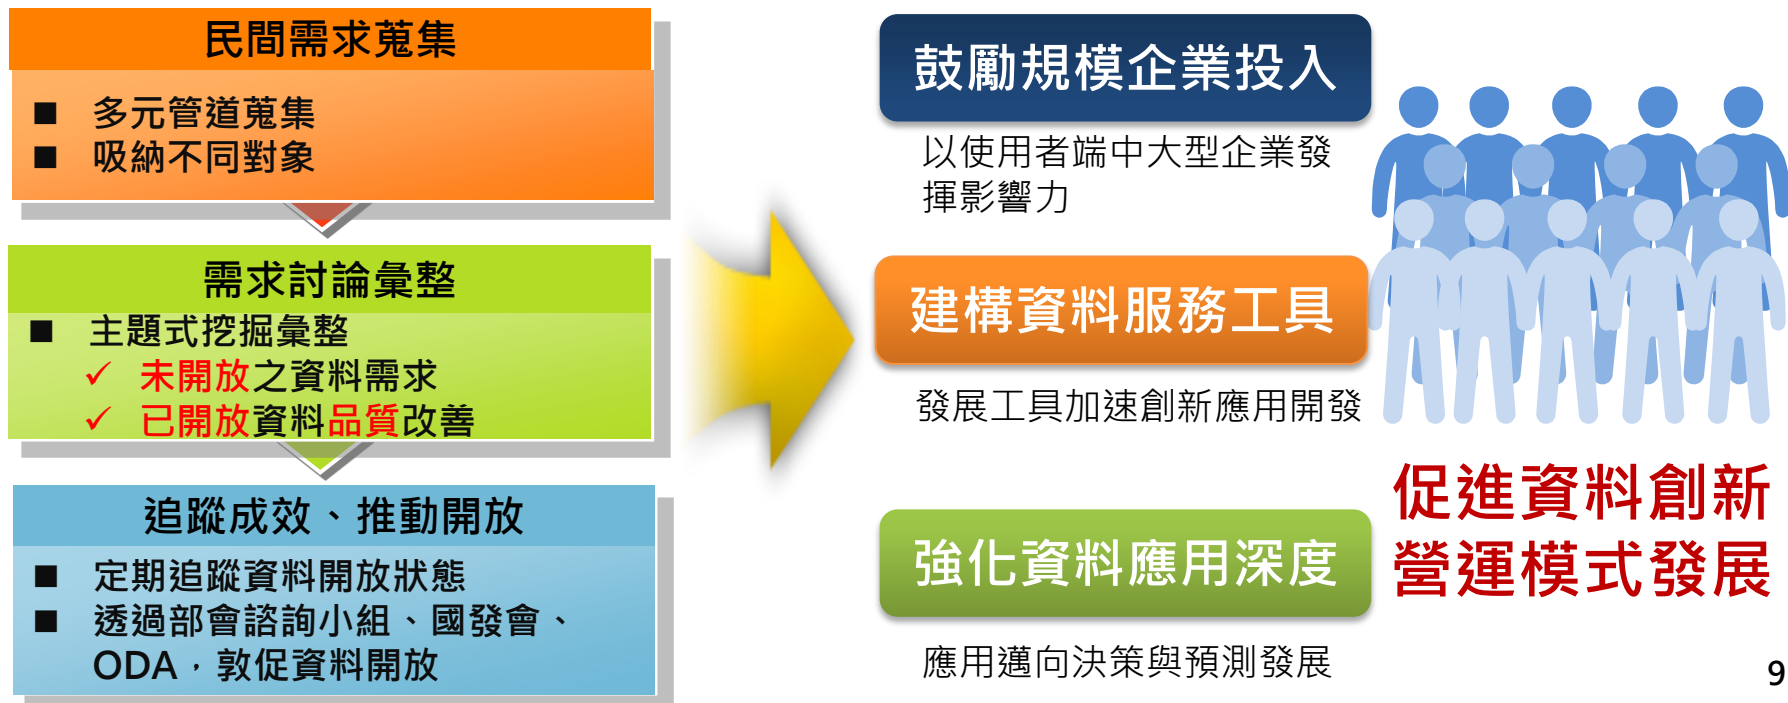 民間需求蒐集
■ 多元管道蒐集
■ 吸納不同對象
需求討論彙整
■ 主題式挖掘彙整
✓ 未開放之資料需求
✓ 已開放資料品質改善
追蹤成效、推動開放
■ 定期追蹤資料開放狀態
■ 透過部會諮詢小組、國發會、
ODA，敦促資料開放
鼓勵規模企業投入
以使用者端中大型企業發
揮影響力
建構資料服務工具
發展工具加速創新應用開發
強化資料應用深度
應用邁向決策與預測發展
促進資料創新
營運模式發展
9